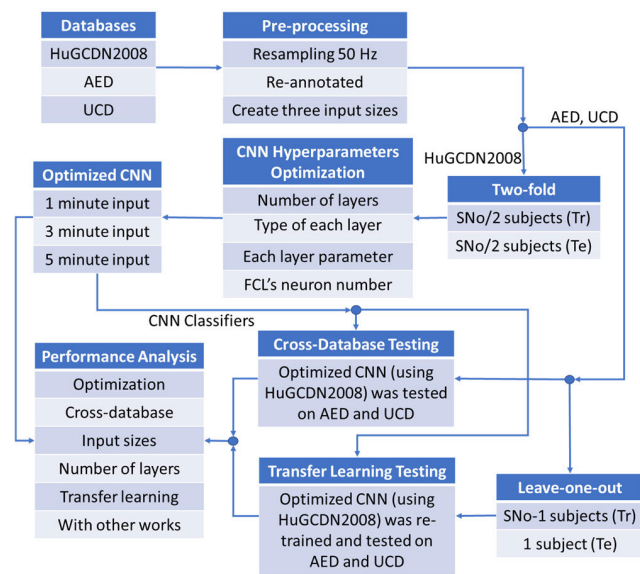 Databases
HuGCDN2008
AED
UCD
Pre-processing
Resampling 50 Hz
Re-annotated
Create three input sizes
AED, UCD
HuGCDN2008
Two-fold
SNo/2 subjects (Tr)
SNo/2 subjects (Te)
CNN Hyperparameters
Optimization
Number of layers
Type of each layer
Each layer parameter
FCL's neuron number
Optimized CNN
1 minute input
3 minute input
5 minute input
CNN Classifiers
Cross-Database Testing
Optimized CNN (using
HuGCDN2008) was tested
on AED and UCD
Performance Analysis
Optimization
Cross-database
Input sizes
Number of layers
Transfer learning
With other works
Transfer Learning Testing
Optimized CNN (using
HuGCDN2008) was re-
trained and tested on
AED and UCD
Leave-one-out
SNo-1 subjects (Tr)
1 subject (Te)